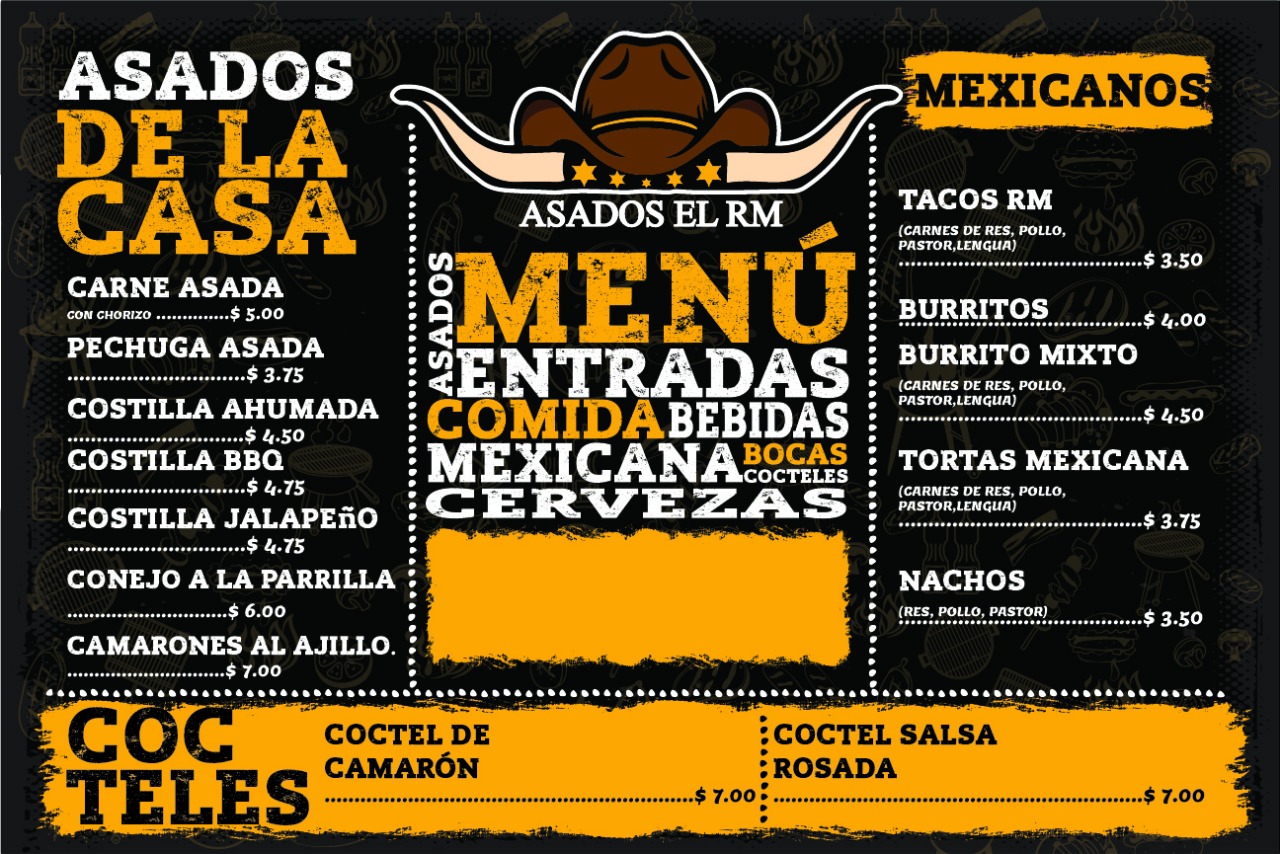 ASADOS
DE LA
CASA
CARNE ASADA
CON CHORIZO ..............$ 5.00
PECHUGA ASADA
.......................................$ 3.75
COSTILLA AHUMADA
.......................................$ 4.50
COSTILLA BBQ
.......................................$ 4.75
COSTILLA JALAPEñO
.......................................$ 4.75
CONEJO A LA PARRILLA
...................................$ 6.00
CAMARONES AL AJILLO.
..................................$ 7.00
ASADOS EL RM
ASADOS
MENÚ
ENTRADAS
COMIDA BEBIDAS
MEXICANA BOCAS
COCTELES
CERVEZAS
MEXICANOS
TACOS RM
(CARNES DE RES, POLLO,
PASTOR,LENGUA)
.....................................................$ 3.50
BURRITOS
.....................................................$ 4.00
BURRITO MIXTO
(CARNES DE RES, POLLO,
PASTOR,LENGUA)
.....................................................$ 4.50
TORTAS MEXICANA
(CARNES DE RES, POLLO,
PASTOR,LENGUA)
.....................................................$ 3.75
NACHOS
(RES, POLLO, PASTOR)
.....................................................$ 3.50
COC
TELES
COCTEL DE
CAMARÓN
................................................................................$ 7.00
COCTEL SALSA
ROSADA
................................................................................$ 7.00